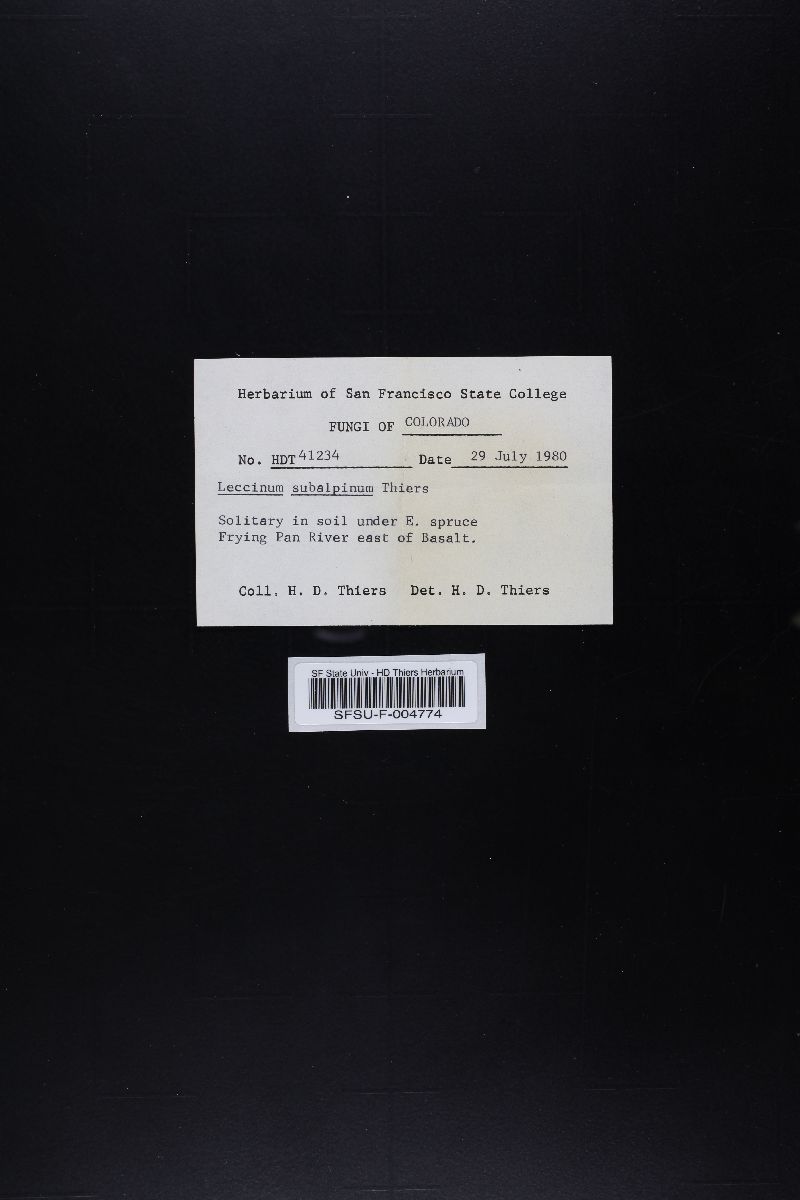 Herbarium of San Francisco State College
FUNGI OF COLORADO
No. HDT 41234 Date 29 July 1980
Leccinum subalpinum Thiers
Solitary in soil under E. spruce
Frying Pan River east of Basalt.
Coll. H. D. Thiers Det. H. D. Thiers
SF State Univ - HD Thiers Herbarium
SFSU-F-004774